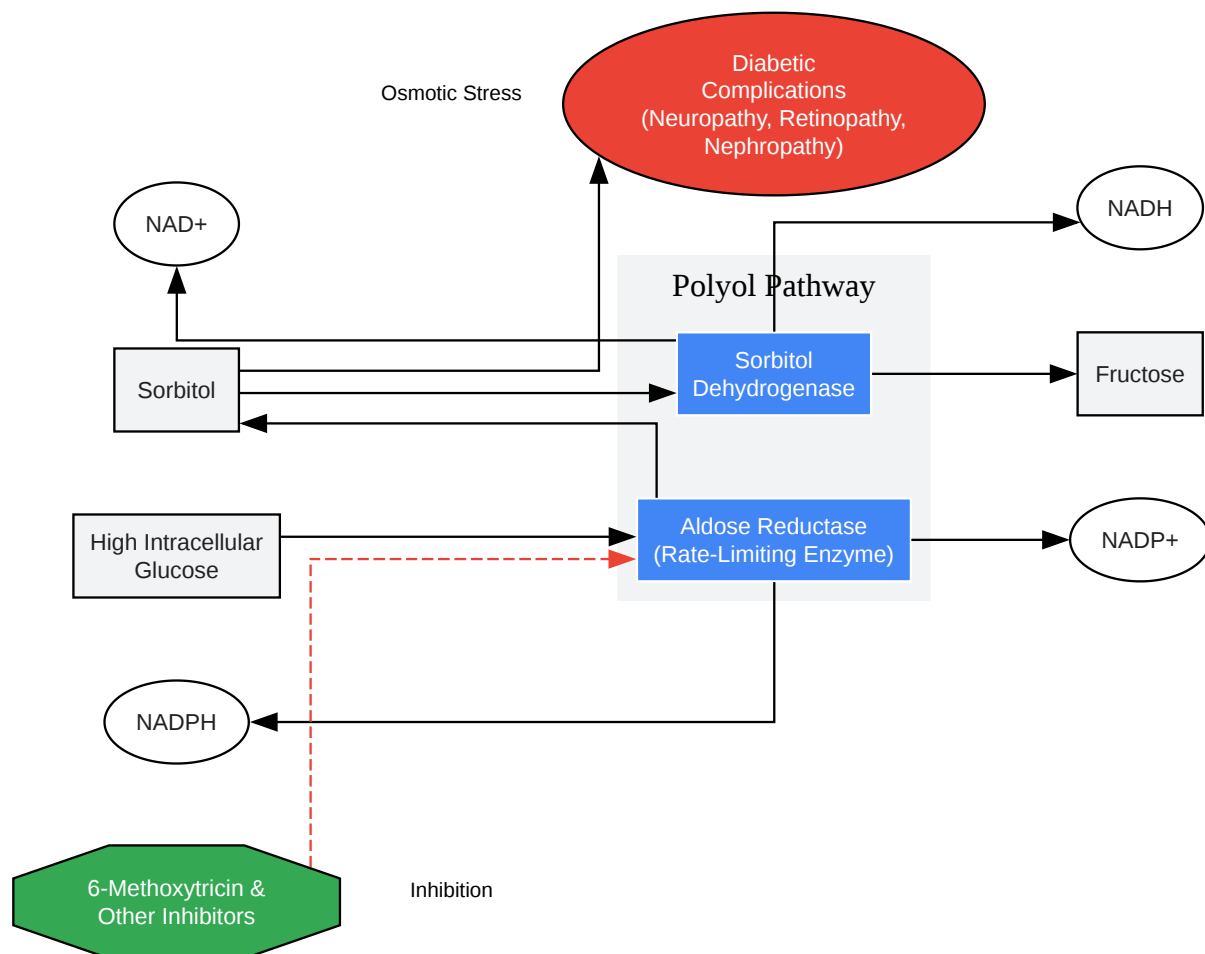 Diabetic
Complications
(Neuropathy, Retinopathy,
Nephropathy)
Osmotic Stress
NAD+
NADH
Polyol Pathway
Sorbitol
Sorbitol
Dehydrogenase
Fructose
High Intracellular
Glucose
Aldose Reductase
(Rate-Limiting Enzyme)
NADP+
NADPH
6-Methoxytricin &
Other Inhibitors
Inhibition